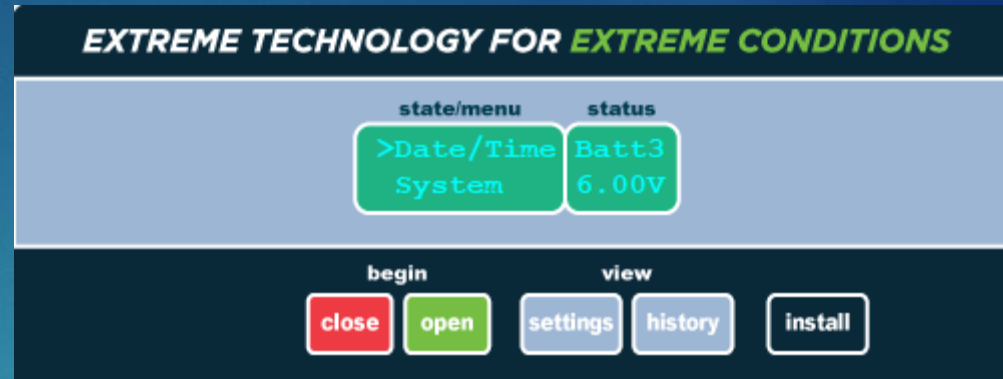 EXTREME TECHNOLOGY FOR EXTREME CONDITIONS
state/menu status
>Date/Time Batt3
System 6.00V
begin view
close open settings history install